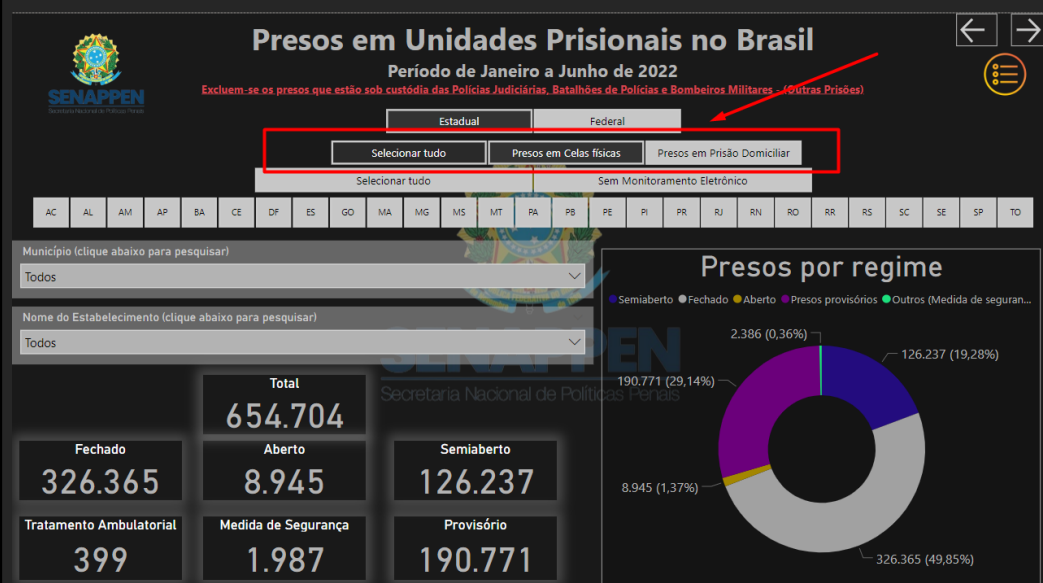 Presos em Unidades Prisionais no Brasil
Período de Janeiro a Junho de 2022
Excluem-se os presos que estão sob custódia das Polícias Judiciárias, Batalhões de Polícias e Bombeiros Militares - (Outras Prisões)
SENAPPEN
Secretaria Nacional de Políticas Penais
Estadual Federal
Selecionar tudo Presos em Celas físicas Presos em Prisão Domiciliar
Selecionar tudo Sem Monitoramento Eletrônico
AC AL AM AP BA CE DF ES GO MA MG MS MT PA PB PE PI PR RJ RN RO RR RS SC SE SP TO
Município (clique abaixo para pesquisar)
Todos
Nome do Estabelecimento (clique abaixo para pesquisar)
Todos
SENAPPEN
Secretaria Nacional de Políticas Penais
Total
654.704
Fechado Aberto Semiaberto
326.365 8.945 126.237
Tratamento Ambulatorial Medida de Segurança Provisório
399 1.987 190.771
Presos por regime
Semiaberto Fechado Aberto Presos provisórios Outros (Medida de seguran...
2.386 (0,36%)
126.237 (19,28%)
190.771 (29,14%)
8.945 (1,37%)
326.365 (49,85%)